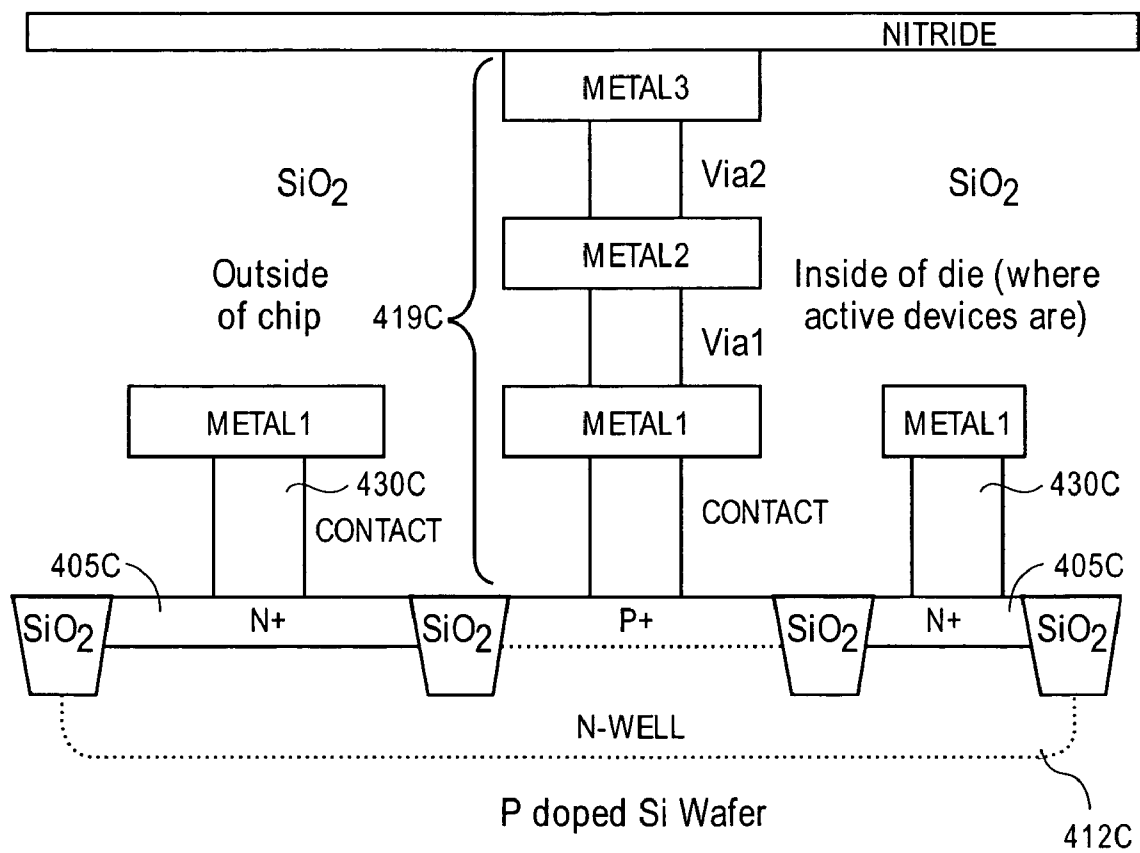 NITRIDE
METAL3
SiO2
Via2
SiO2
METAL2
Outside
of chip
419C
Inside of die (where
active devices are)
Via1
METAL1
METAL1
METAL1
430C
CONTACT
CONTACT
430C
405C
405C
SiO2
N+
SiO2
P+
SiO2
N+
SiO2
N-WELL
P doped Si Wafer
412C